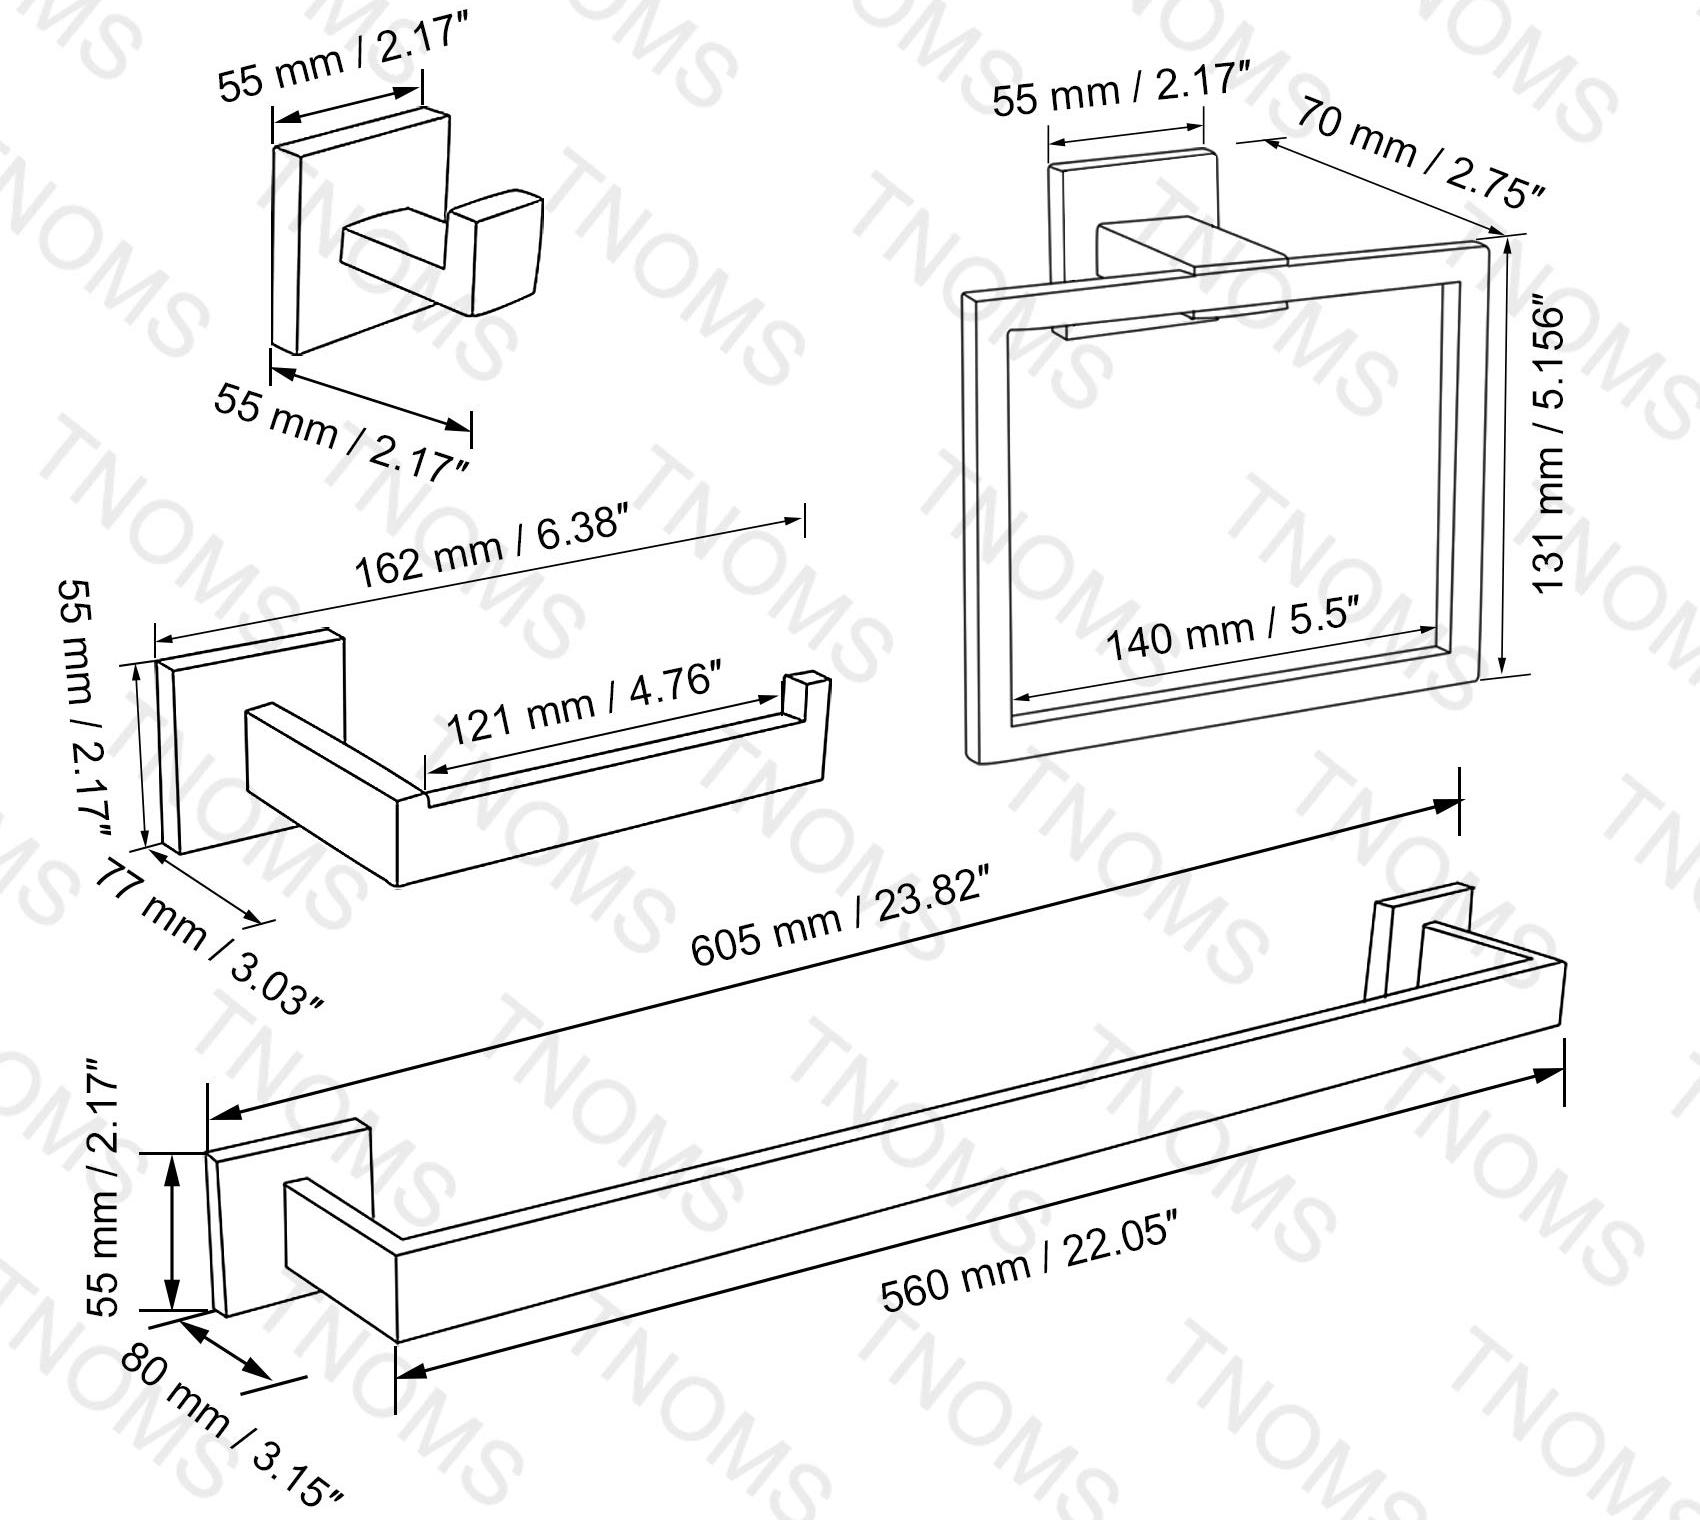 55 mm / 2.17"
55 mm / 2.17"
55 mm / 2.17"
70 mm / 2.75"
131 mm / 5.156"
140 mm / 5.5"
162 mm / 6.38"
55 mm / 2.17"
121 mm / 4.76"
77 mm / 3.03"
605 mm / 23.82"
55 mm / 2.17"
80 mm / 3.15"
560 mm / 22.05"
TNOMS